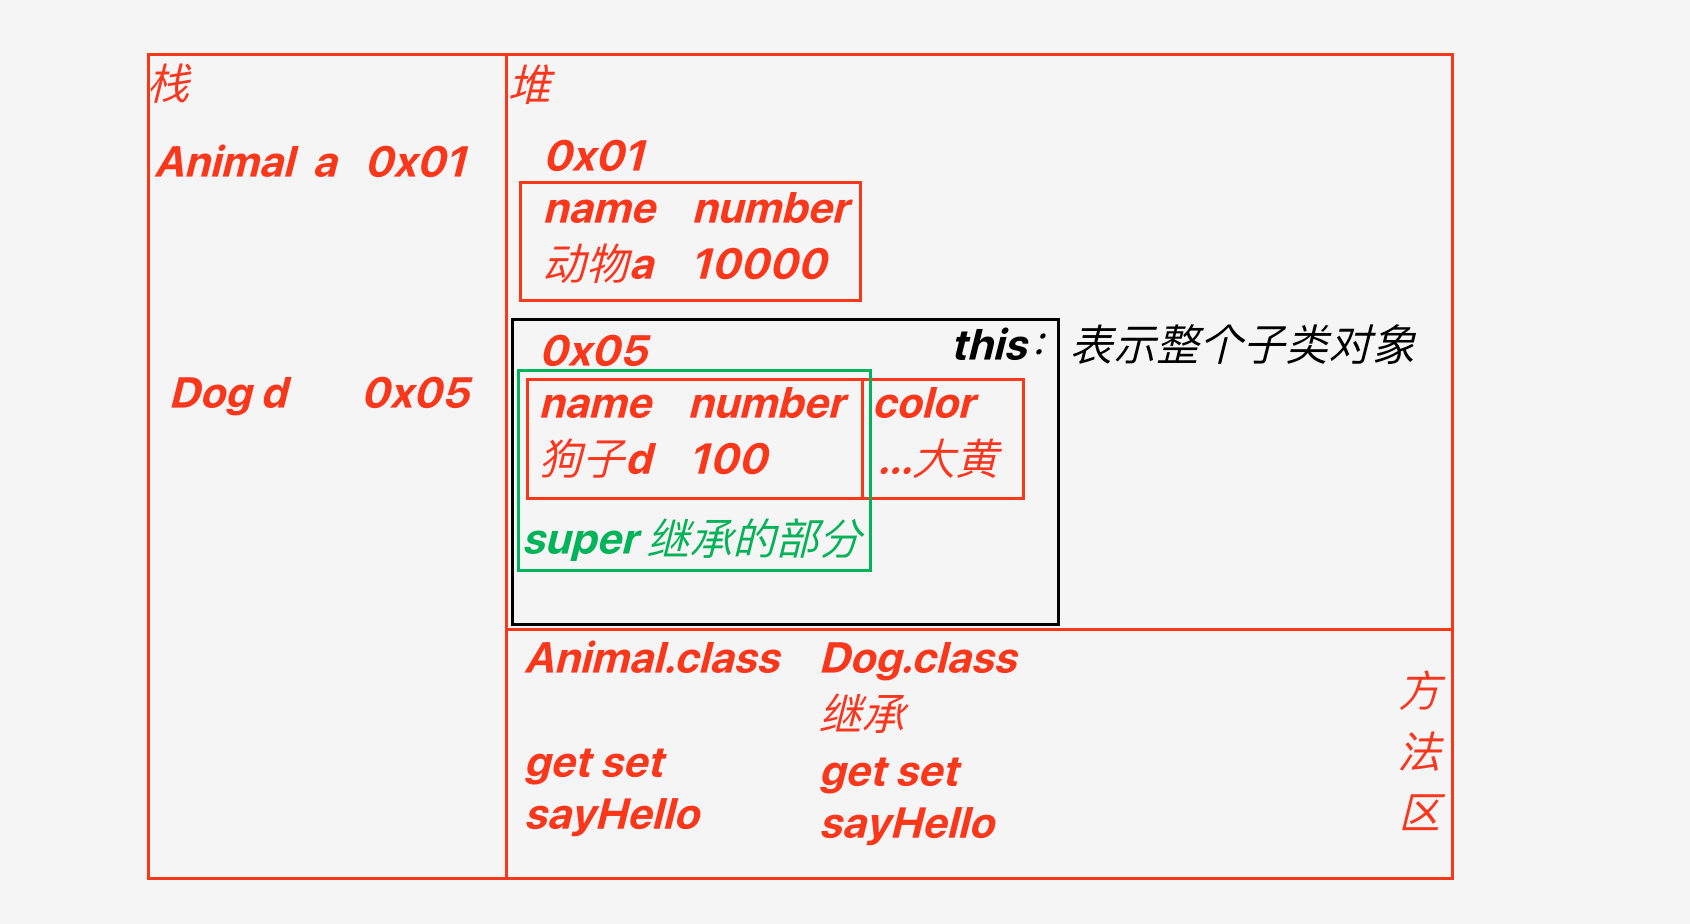 栈
Animal a 0x01
Dog d 0x05
堆
0x01
name number
动物a 10000
0x05
this：表示整个子类对象
name number color
狗子d 100 ...大黄
super 继承的部分
Animal.class
get set
sayHello
Dog.class
继承
get set
sayHello
方
法
区